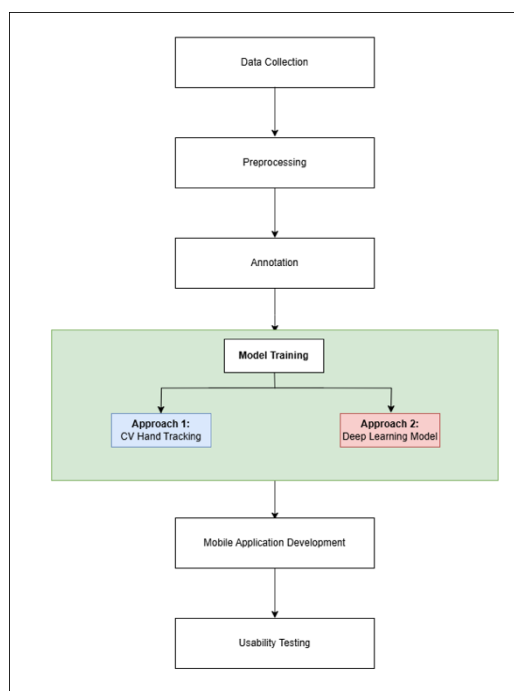 Data Collection
Preprocessing
Annotation
Model Training
Approach 1:
CV Hand Tracking
Approach 2:
Deep Learning Model
Mobile Application Development
Usability Testing